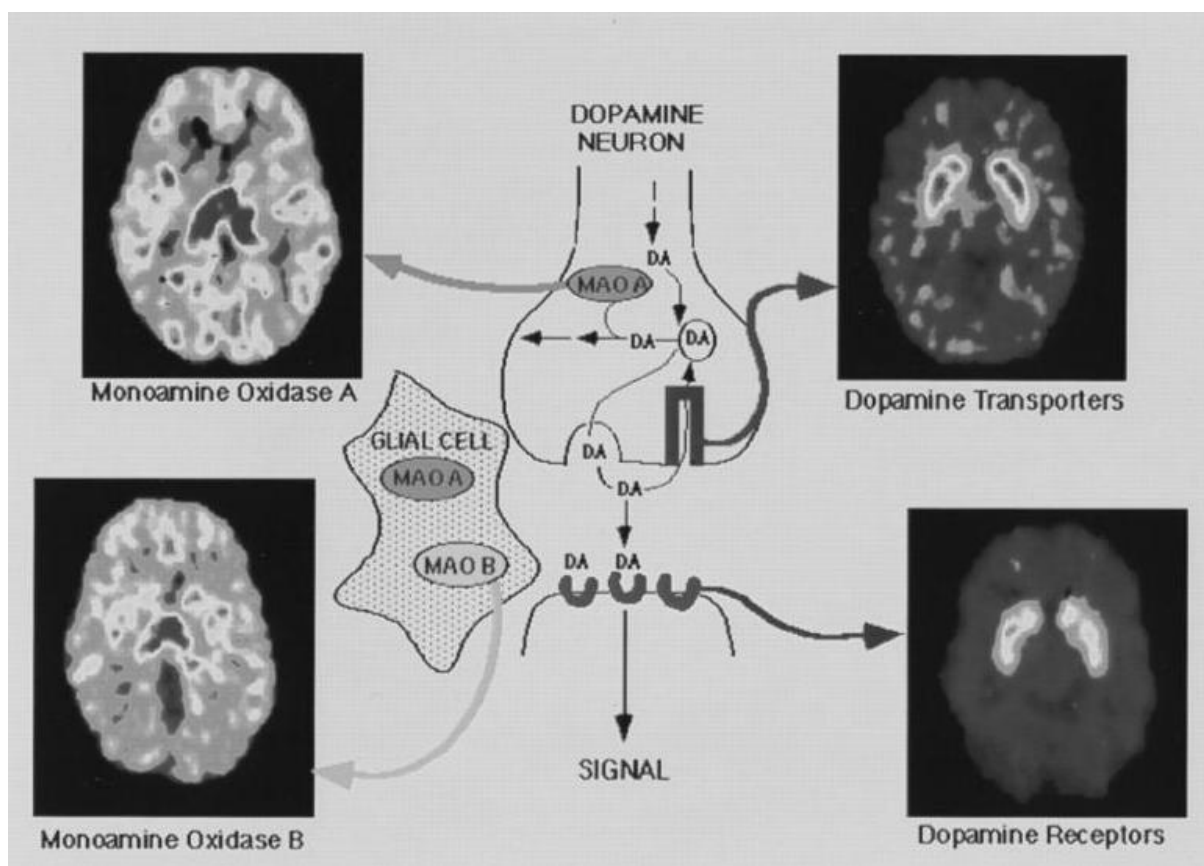 DOPAMINE
NEURON
DA
MAO A
DA
DA
Monoamine Oxidase A
Dopamine Transporters
GLIAL CELL
MAO A
DA
DA
MAO B
DA
DA
SIGNAL
Monoamine Oxidase B
Dopamine Receptors